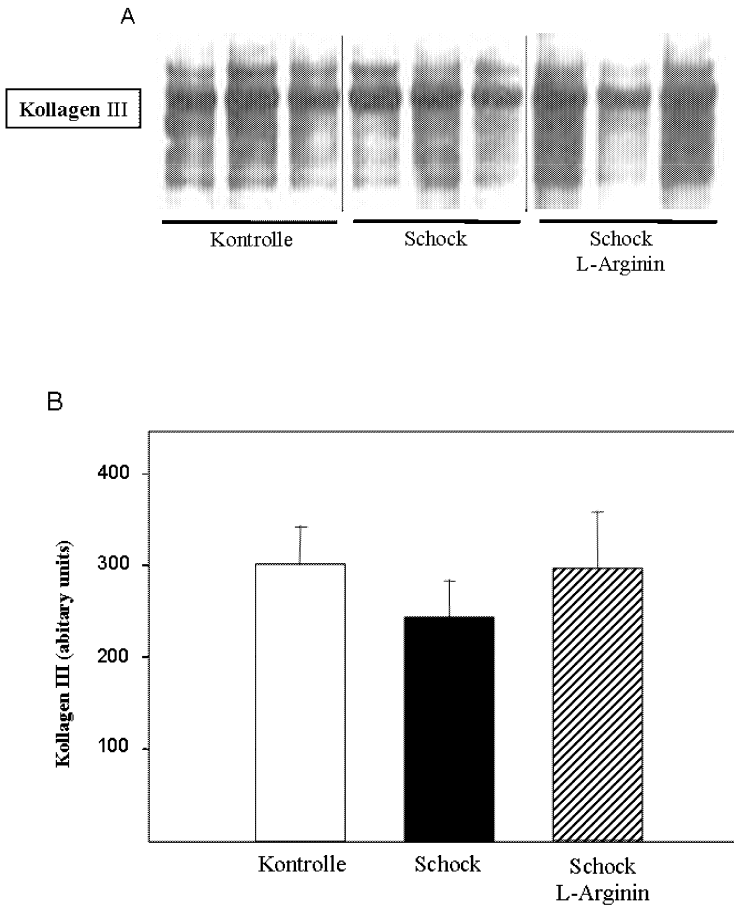 A
Kollagen III
Kontrolle
Schock
Schock
L-Arginin
B
Kollagen III (abitary units)
400
300
200
100
Kontrolle
Schock
Schock
L-Arginin